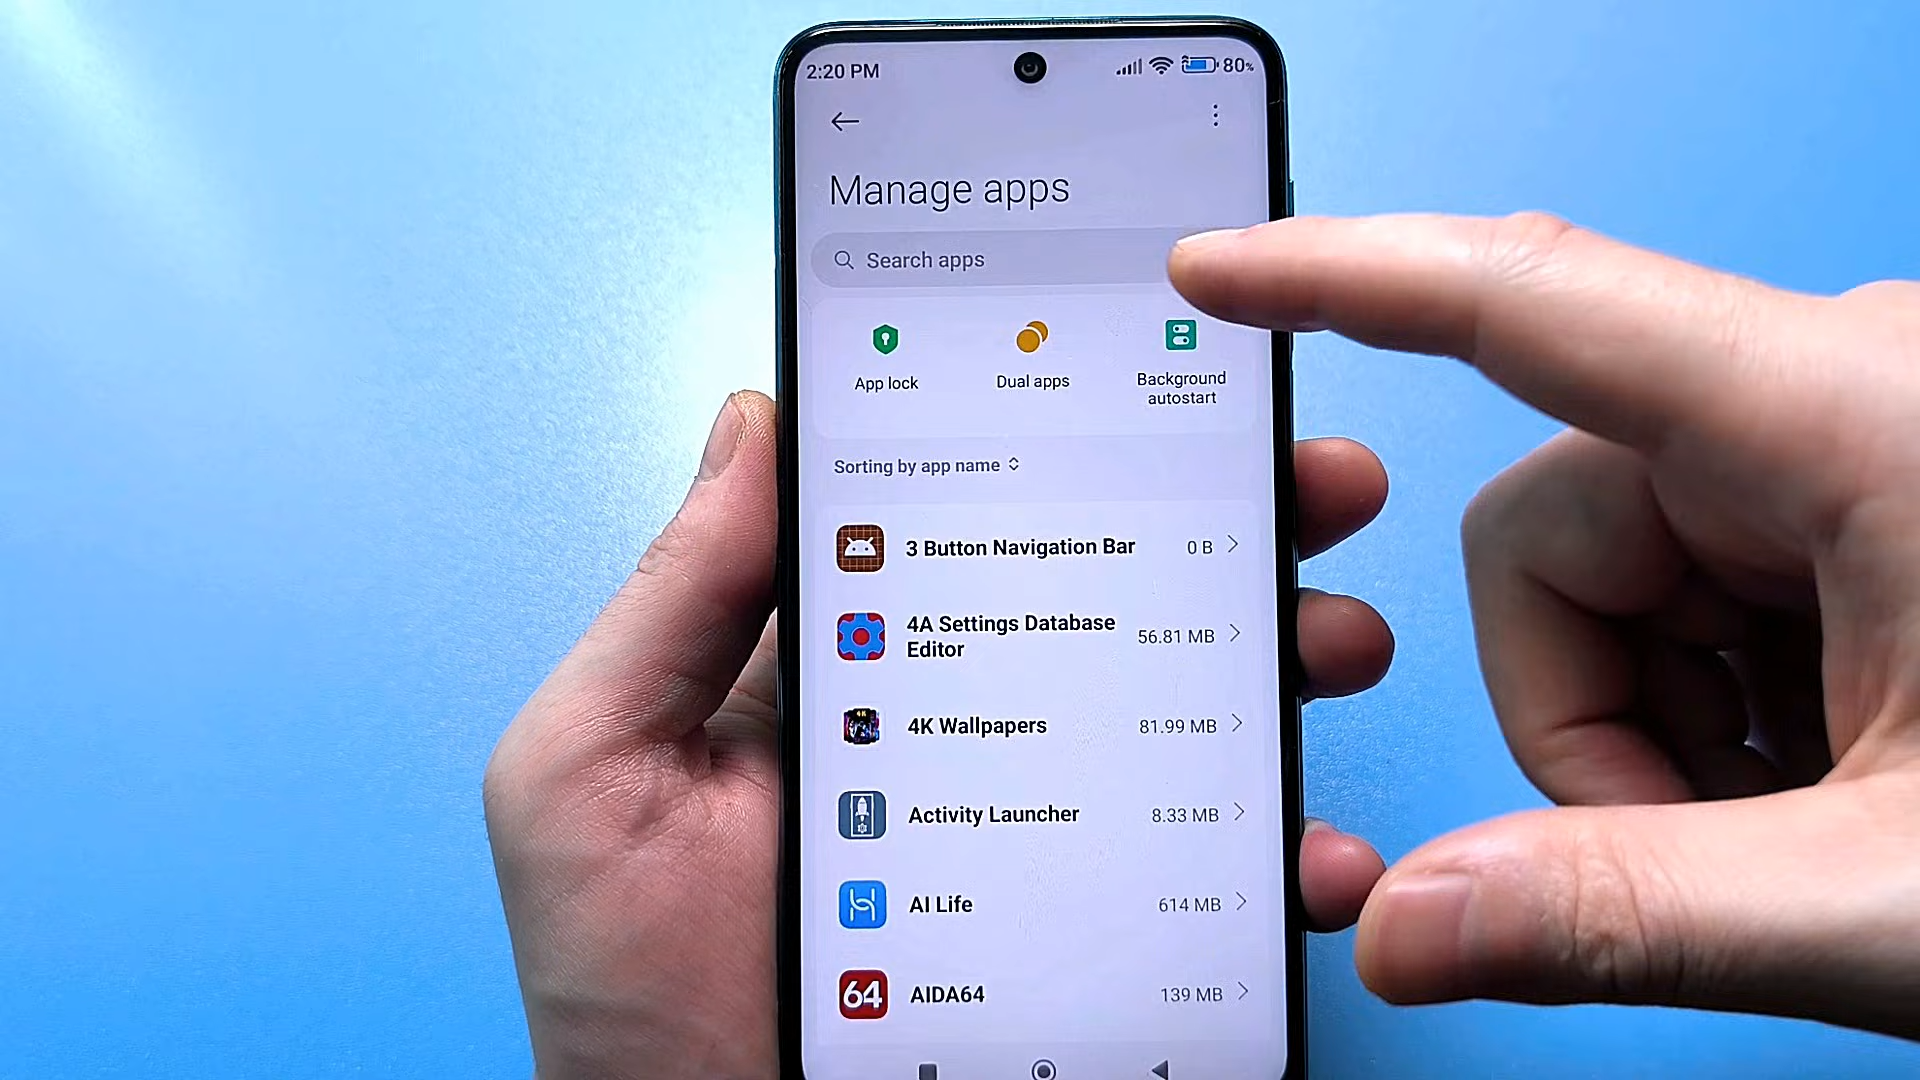 2:20 PM
80%
Manage apps
Search apps
App lock
Dual apps
Background
autostart
Sorting by app name
3 Button Navigation Bar 0 B
4A Settings Database
Editor
56.81 MB
4K Wallpapers 81.99 MB
Activity Launcher 8.33 MB
AI Life 614 MB
64 AIDA64 139 MB